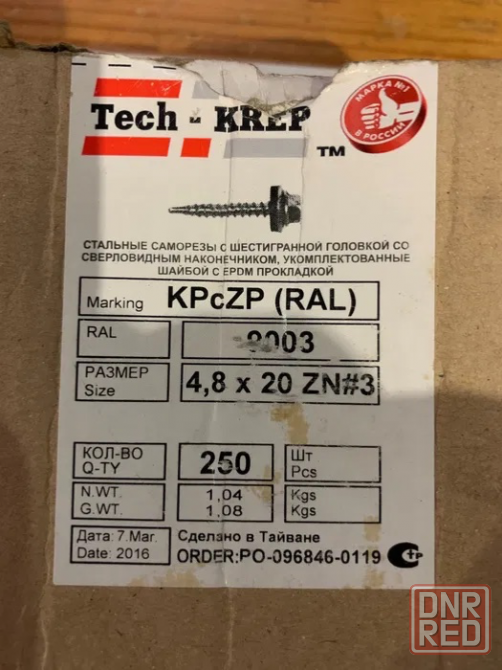 Tech - KREP
TM
МАРКА №1
В РОССИИ
СТАЛЬНЫЕ САМОРЕЗЫ С ШЕСТИГРАННОЙ ГОЛОВКОЙ СО
СВЕРЛОВИДНЫМ НАКОНЕЧНИКОМ, УКОМПЛЕКТОВАННЫЕ
ШАЙБОЙ С EPDM ПРОКЛАДКОЙ
Marking KPcZP (RAL)
RAL
РАЗМЕР
Size
4,8 x 20 ZN#3
КОЛ-ВО
Q-TY
250
Шт
Pcs
N.WT. 1,04 Kgs
G.WT. 1,08 Kgs
Дата: 7.Mar. Сделано в Тайване
Date: 2016 ORDER:PO-096846-0119
DNR
RED